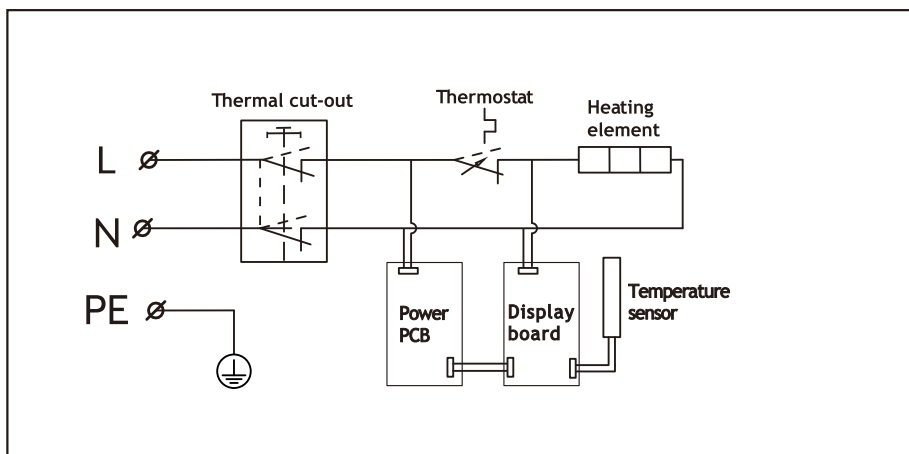 Thermal cut-out
Thermostat
Heating
element
L
N
PE
Power
PCB
Display
board
Temperature
sensor